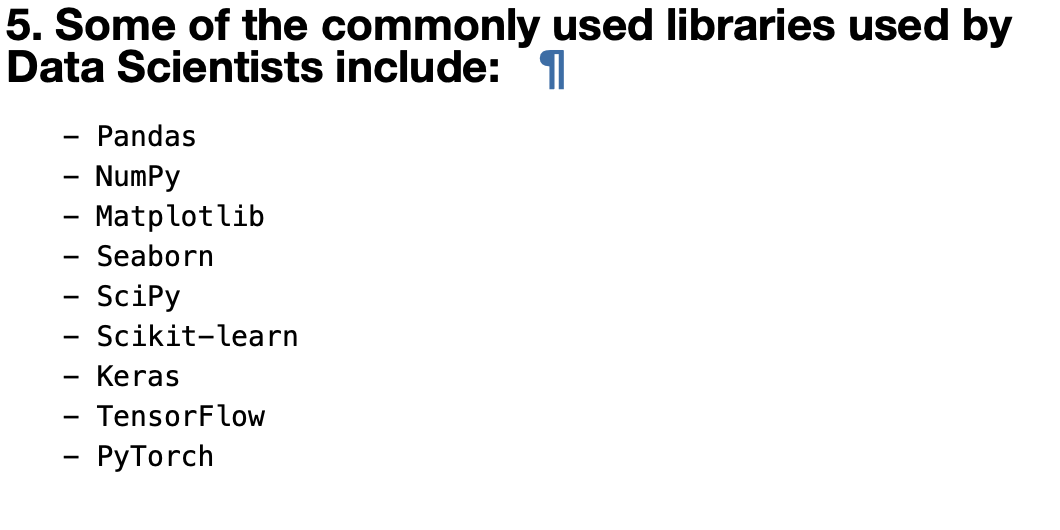 5. Some of the commonly used libraries used by
Data Scientists include: ¶
– Pandas
– NumPy
– Matplotlib
– Seaborn
– SciPy
– Scikit–learn
– Keras
– TensorFlow
– PyTorch